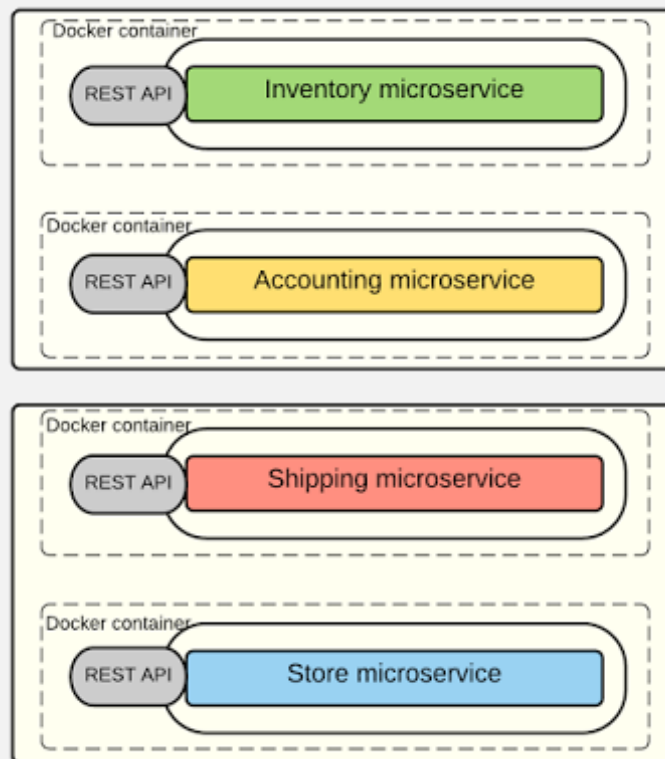 Docker container
REST API
Inventory microservice
Docker container
REST API
Accounting microservice
Docker container
REST API
Shipping microservice
Docker container
REST API
Store microservice